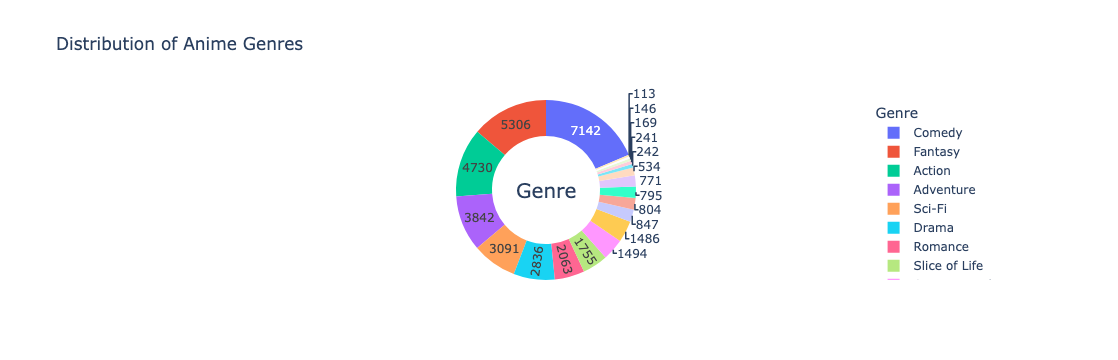 Distribution of Anime Genres
113
146
169
241
242
534
771
795
804
847
1486
1494
5306
7142
4730
3842
3091
2836
2063
1755
Genre
Genre
Comedy
Fantasy
Action
Adventure
Sci-Fi
Drama
Romance
Slice of Life